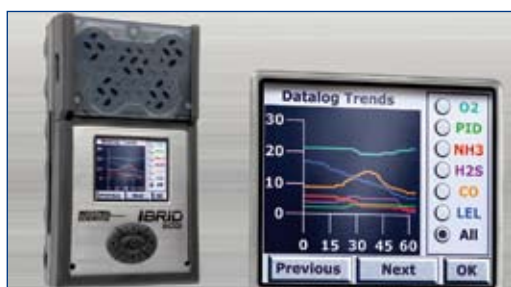 iBRID
Datalog Trends
30
20
10
0
0 15 30 45 60
O2
PID
NH3
H2S
CO
LEL
All
Previous Next OK